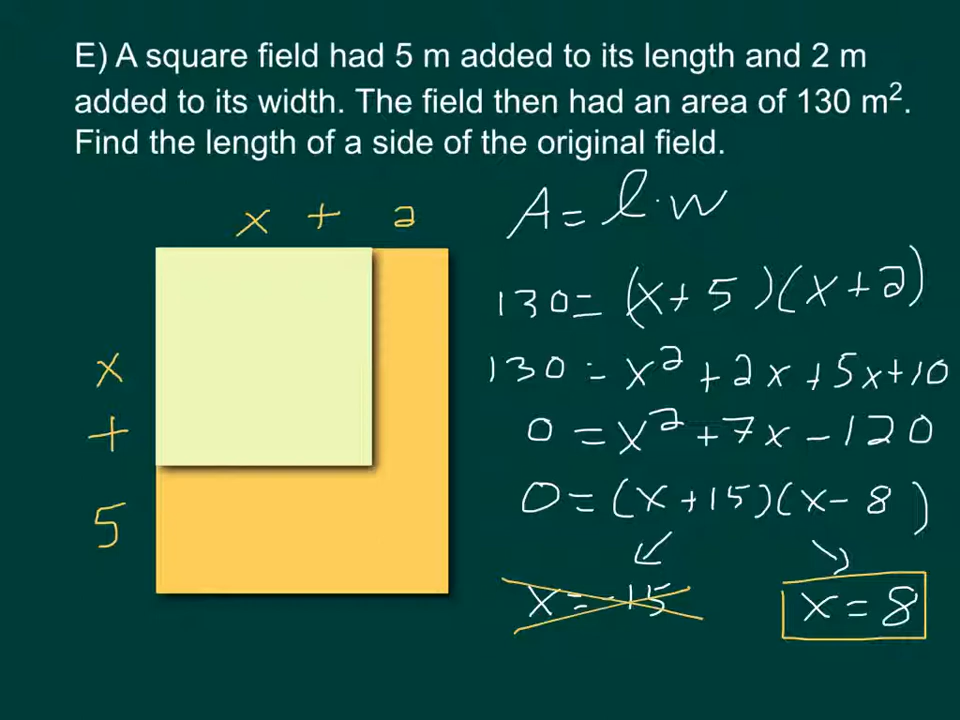 E) A square field had 5 m added to its length and 2 m
added to its width. The field then had an area of 130 m².
Find the length of a side of the original field.
x + 2
x
+
5
A = l · w
130 = (x + 5)(x + 2)
130 = x² + 2x + 5x + 10
0 = x² + 7x - 120
0 = (x + 15)(x - 8)
x = -15
x = 8